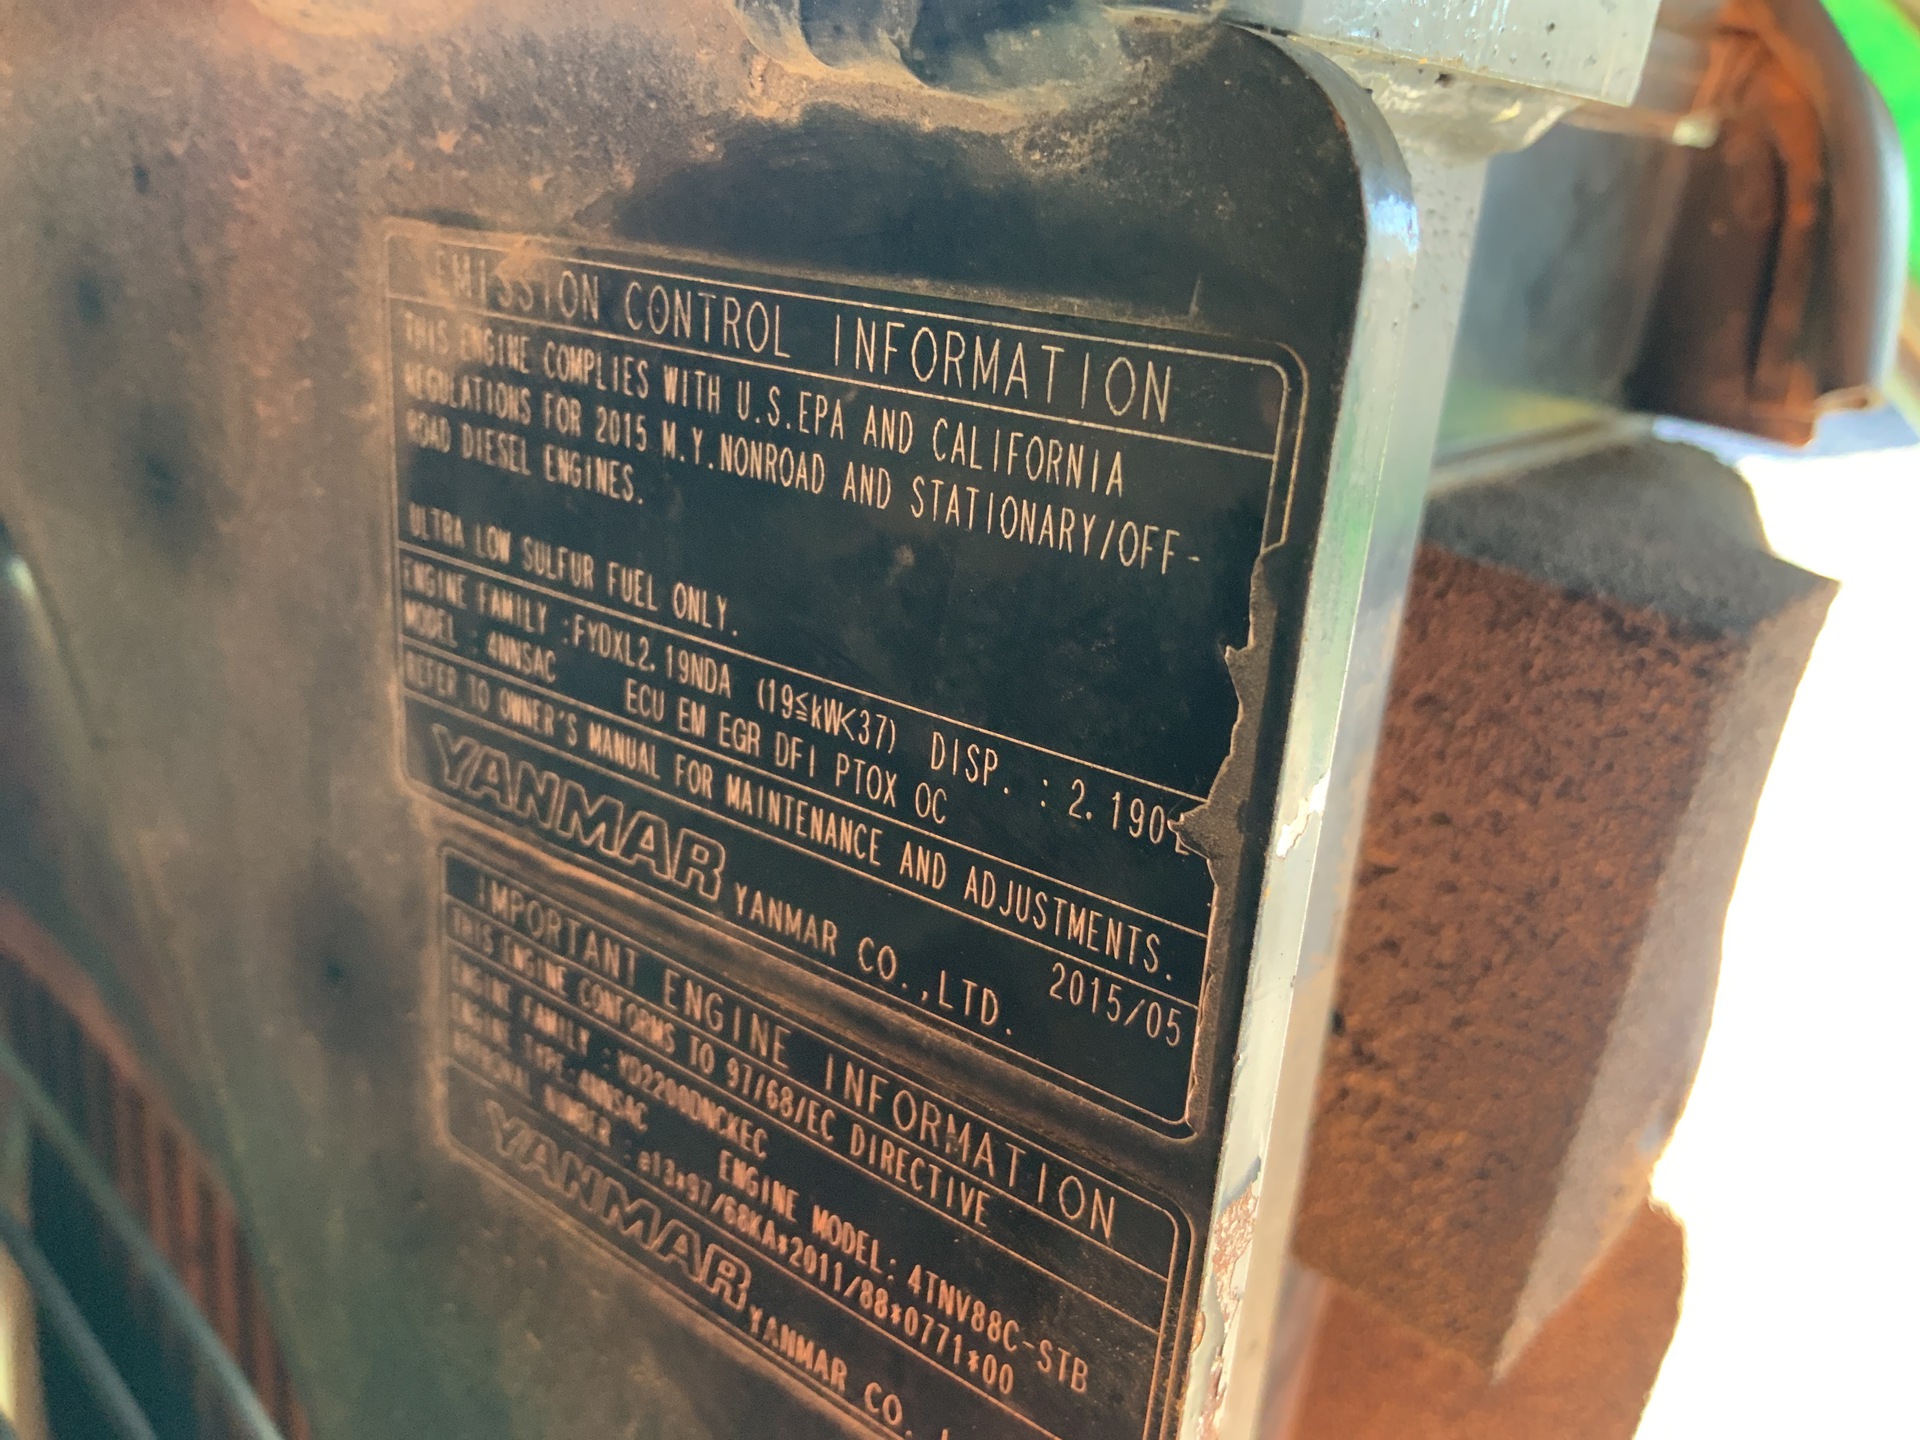 EMISSION CONTROL INFORMATION
THIS ENGINE COMPLIES WITH U.S.EPA AND CALIFORNIA
REGULATIONS FOR 2015 M.Y.NONROAD AND STATIONARY/OFF-
ROAD DIESEL ENGINES.
ULTRA LOW SULFUR FUEL ONLY.
ENGINE FAMILY :FYDXL2.19NDA (19≦kW<37) DISP. : 2.190
MODEL : 4NNSAC ECU EM EGR DFI PTOX OC
REFER TO OWNER'S MANUAL FOR MAINTENANCE AND ADJUSTMENTS.
YANMAR YANMAR CO.,LTD. 2015/05
IMPORTANT ENGINE INFORMATION
THIS ENGINE CONFORMS TO 97/68/EC DIRECTIVE
ENGINE FAMILY : YD2200DNCKEC
ENGINE TYPE: 4NNSAC ENGINE MODEL: 4TNV88C-STB
APPROVAL NUMBER : e13*97/68KA*2011/88*0771*00
YANMAR YANMAR CO.